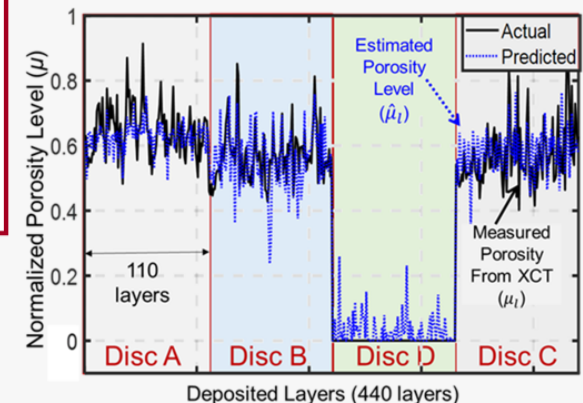 1
0.8
0.6
0.4
0.2
0
Normalized Porosity Level (μ)
Actual
Predicted
Estimated
Porosity
Level
(μ̂ₗ)
110
layers
Measured
Porosity
From XCT
(μₗ)
Disc A
Disc B
Disc D
Disc C
Deposited Layers (440 layers)